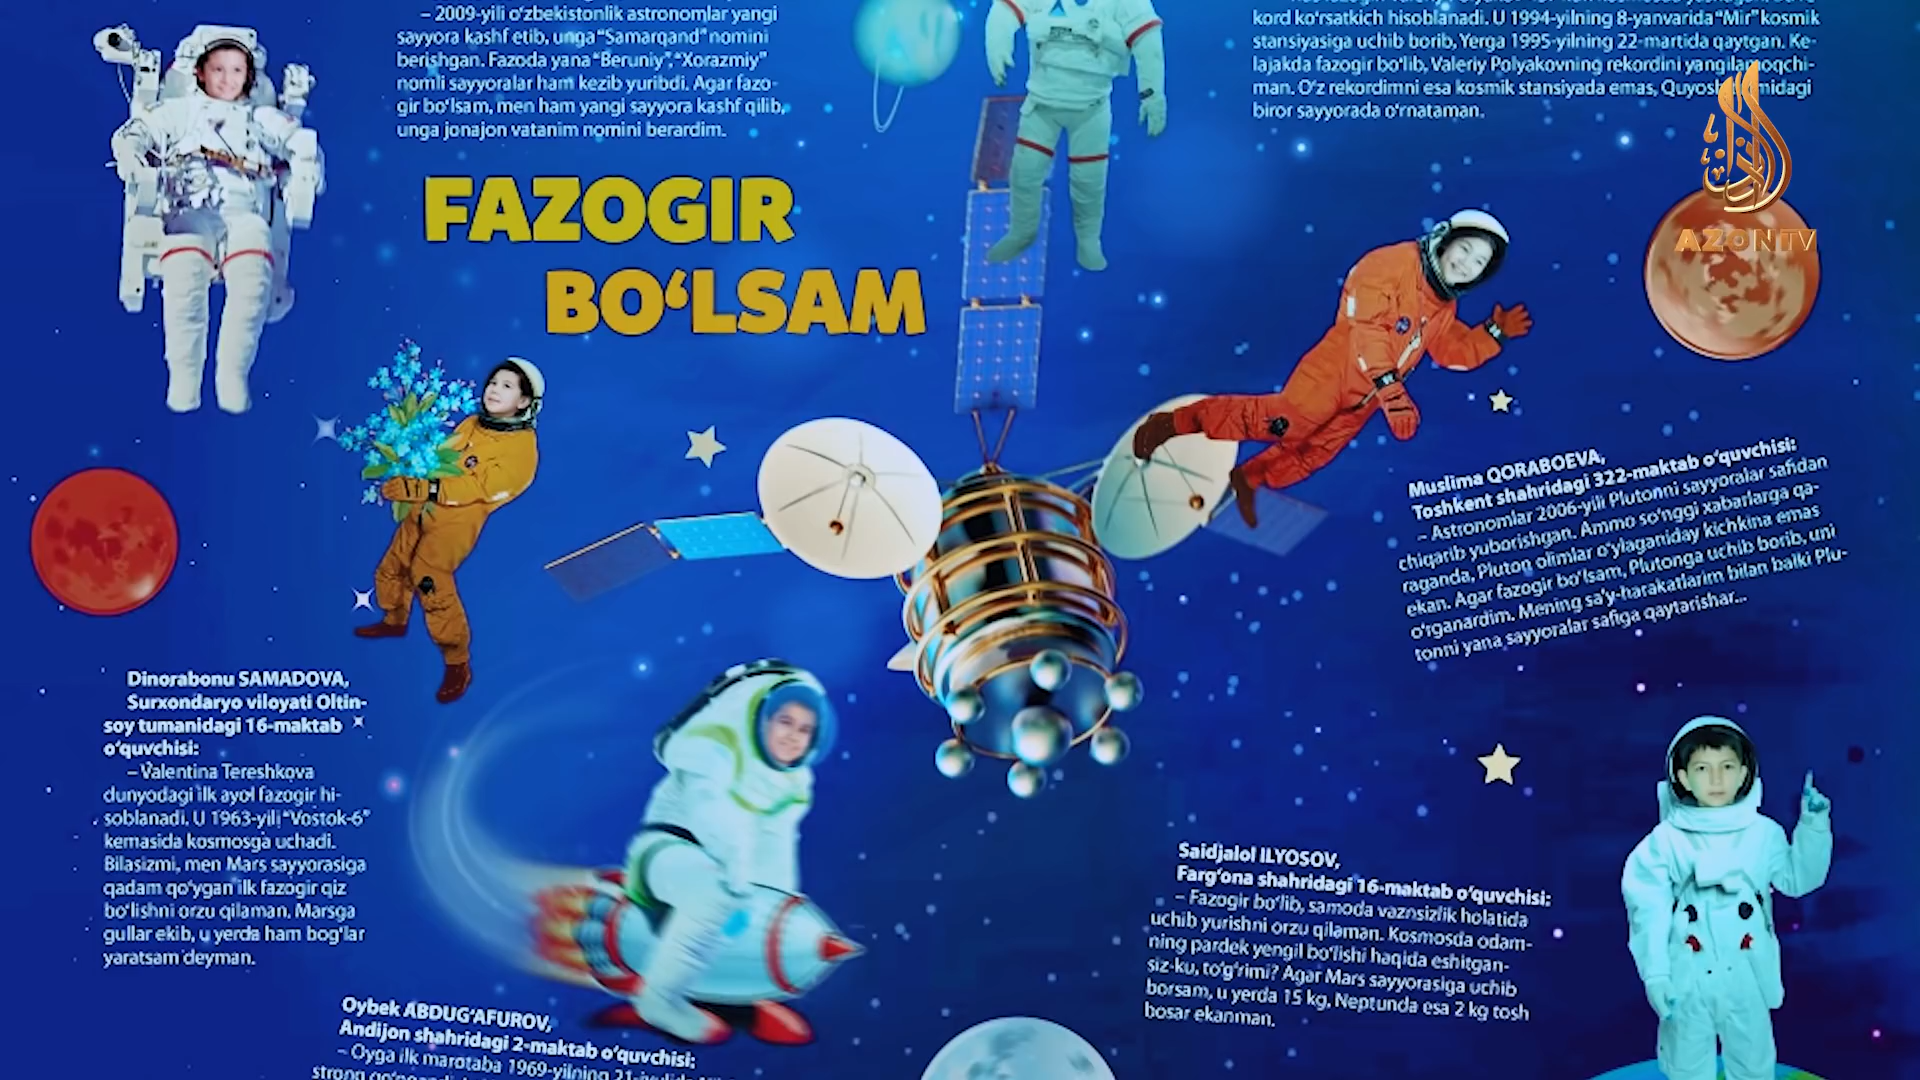 – 2009-yili o‘zbekistonlik astronomlar yangi
sayyora kashf etib, unga “Samarqand” nomini
berishgan. Fazoda yana “Beruniy”, “Xorazmiy”
nomli sayyoralar ham kezib yuribdi. Agar fazo-
gir bo‘lsam, men ham yangi sayyora kashf qilib,
unga jonajon vatanim nomini berardim.
kord ko‘rsatkich hisoblanadi. U 1994-yilning 8-yanvarida “Mir” kosmik
stansiyasiga uchib borib, Yerga 1995-yilning 22-martida qaytgan. Ke-
lajakda fazogir bo‘lib, Valeriy Polyakovning rekordini yangilamoqchi-
man. O‘z rekordimni esa kosmik stansiyada emas,
biror sayyorada o‘rnataman.
AZON TV
FAZOGIR
BO‘LSAM
Muslima QORABOEVA,
Toshkent shahridagi 322-maktab o‘quvchisi:
– Astronomlar 2006-yili Plutonni sayyoralar safidan
chiqarib yuborishgan. Ammo so‘nggi xabarlarga qa-
raganda, Pluton olimlar o‘ylaganiday kichkina emas
ekan. Agar fazogir bo‘lsam, Plutonga uchib borib, uni
o‘rganardim. Mening sa’y-harakatlarim bilan balki Plu-
tonni yana sayyoralar safiga qaytarishar...
Dinorabonu SAMADOVA,
Surxondaryo viloyati Oltin-
soy tumanidagi 16-maktab
o‘quvchisi:
– Valentina Tereshkova
dunyodagi ilk ayol fazogir hi-
soblanadi. U 1963-yili “Vostok-6”
kemasida kosmosga uchadi.
Bilasizmi, men Mars sayyorasiga
qadam qo‘ygan ilk fazogir qiz
bo‘lishni orzu qilaman. Marsga
gullar ekib, u yerda ham bog‘lar
yaratsam deyman.
Saidjalol ILYOSOV,
Farg‘ona shahridagi 16-maktab o‘quvchisi:
– Fazogir bo‘lib, samoda vaznsizlik holatida
uchib yurishni orzu qilaman. Kosmosda odam-
ning pardek yengil bo‘lishi haqida eshitgan-
siz-ku, to‘g‘rimi? Agar Mars sayyorasiga uchib
borsam, u yerda 15 kg, Neptunda esa 2 kg tosh
bosar ekanman.
Oybek ABDUG‘AFUROV,
Andijon shahridagi 2-maktab o‘quvchisi:
– Oyga ilk marotaba 1969-yilning